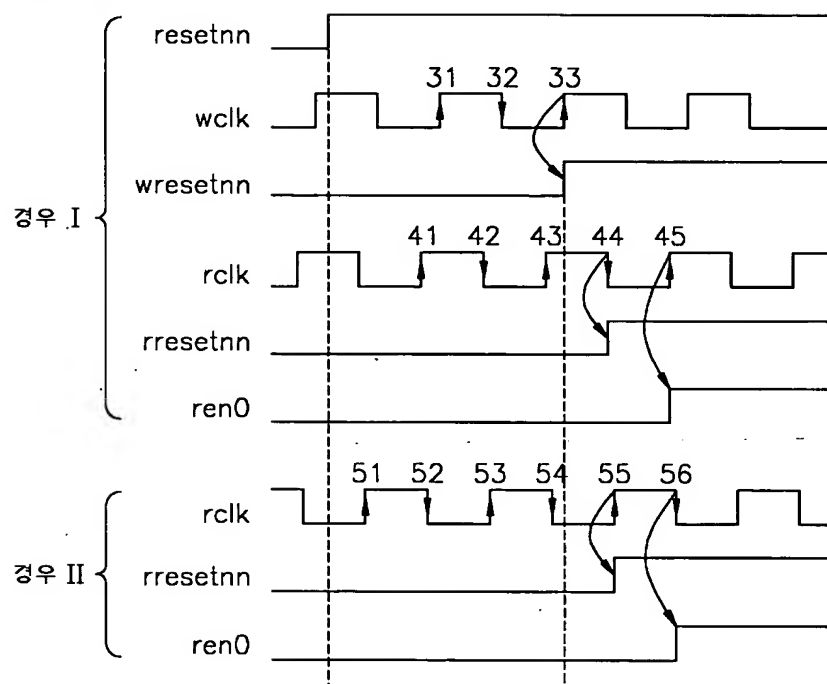 resetnn
31 32 33
wclk
wresetnn
경우 I
41 42 43 44 45
rclk
rresetnn
ren0
51 52 53 54 55 56
rclk
경우 II
rresetnn
ren0